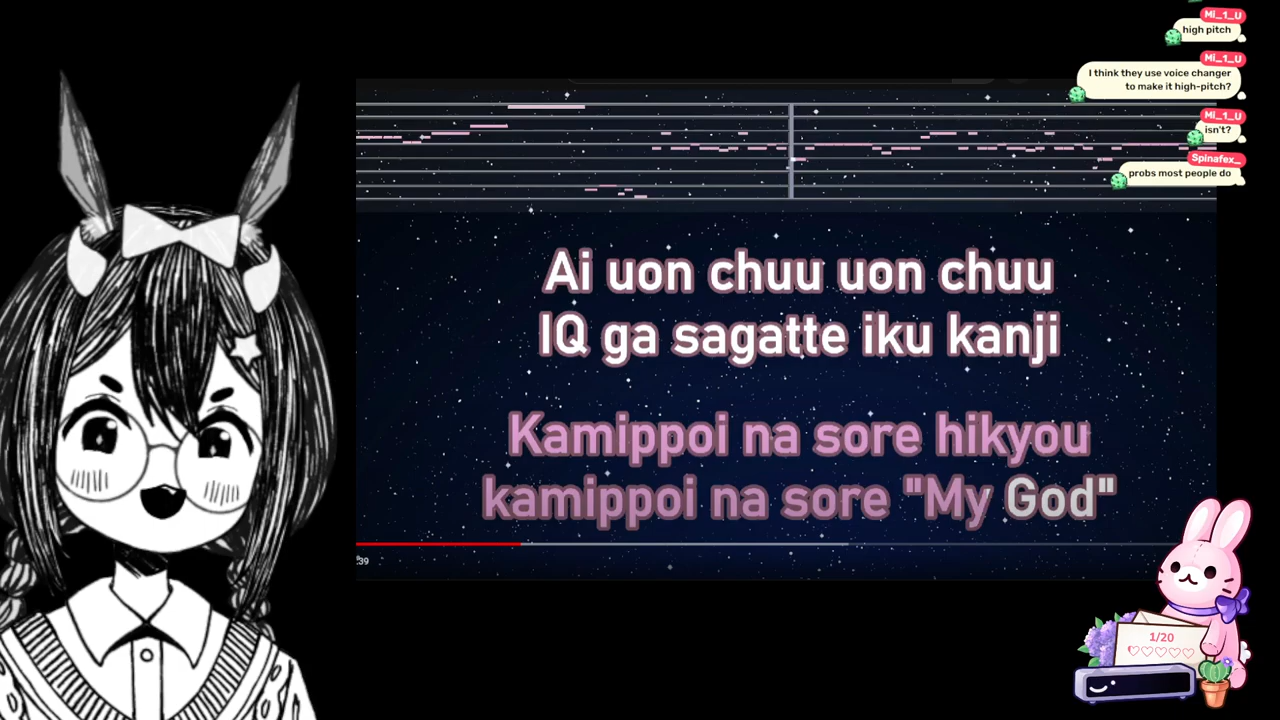 Mi_1_U
high pitch
Mi_1_U
I think they use voice changer
to make it high-pitch?
Mi_1_U
isn't?
Spinafex_
probs most people do
Ai uon chuu uon chuu
IQ ga sagatte iku kanji
Kamippoi na sore hikyou
kamippoi na sore "My God"
:39
1/20